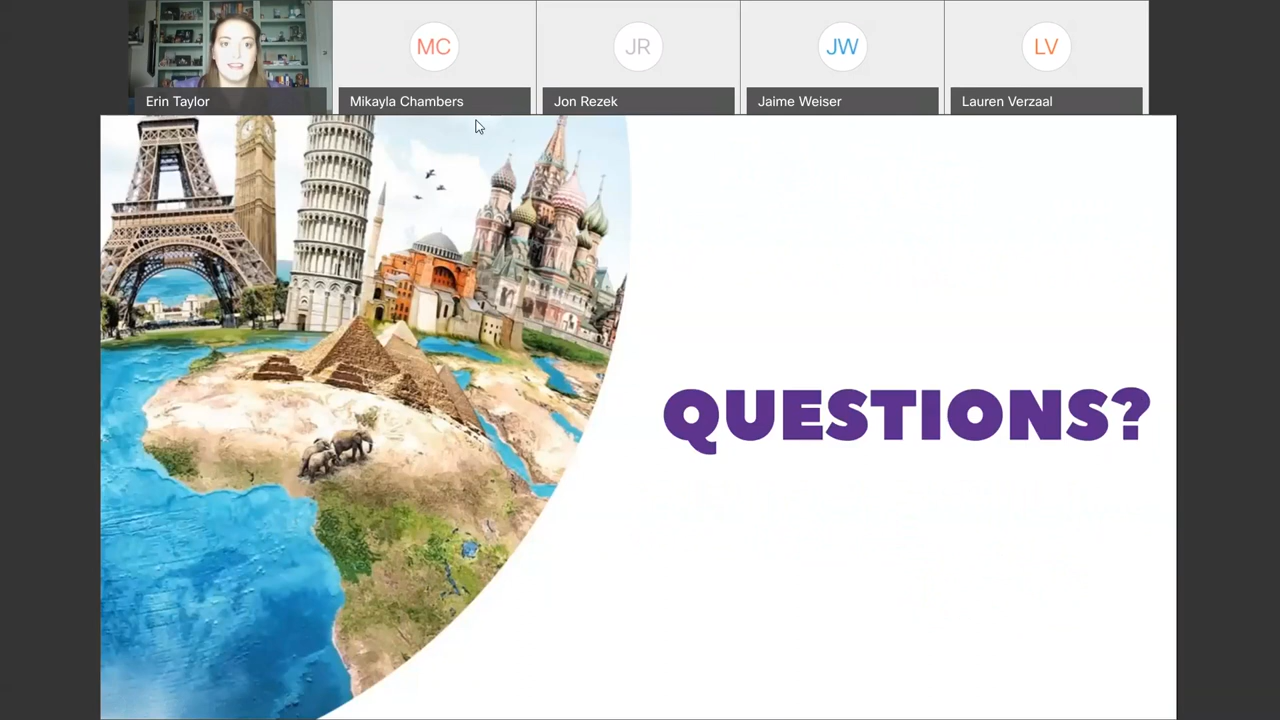 MC
JR
JW
LV
Erin Taylor
Mikayla Chambers
Jon Rezek
Jaime Weiser
Lauren Verzaal
QUESTIONS?